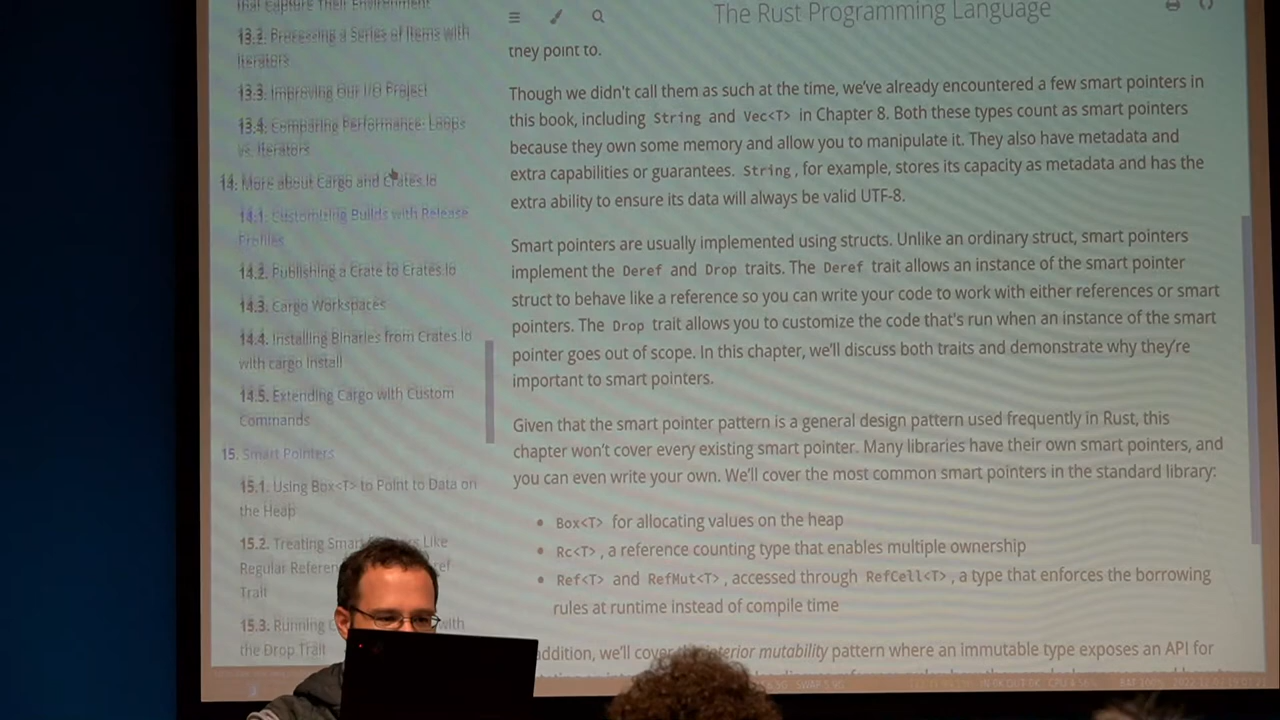 that Capture Their Environment
13.2. Processing a Series of Items with
Iterators
13.3. Improving Our I/O Project
13.4. Comparing Performance: Loops
vs. Iterators
14. More about Cargo and Crates.io
14.1. Customizing Builds with Release
Profiles
14.2. Publishing a Crate to Crates.io
14.3. Cargo Workspaces
14.4. Installing Binaries from Crates.io
with cargo install
14.5. Extending Cargo with Custom
Commands
15. Smart Pointers
15.1. Using Box<T> to Point to Data on
the Heap
15.2. Treating Smart Like
Regular
Trait
15.3. Running with
the Drop Trait
The Rust Programming Language
they point to.
Though we didn't call them as such at the time, we've already encountered a few smart pointers in
this book, including String and Vec<T> in Chapter 8. Both these types count as smart pointers
because they own some memory and allow you to manipulate it. They also have metadata and
extra capabilities or guarantees. String, for example, stores its capacity as metadata and has the
extra ability to ensure its data will always be valid UTF-8.
Smart pointers are usually implemented using structs. Unlike an ordinary struct, smart pointers
implement the Deref and Drop traits. The Deref trait allows an instance of the smart pointer
struct to behave like a reference so you can write your code to work with either references or smart
pointers. The Drop trait allows you to customize the code that's run when an instance of the smart
pointer goes out of scope. In this chapter, we'll discuss both traits and demonstrate why they're
important to smart pointers.
Given that the smart pointer pattern is a general design pattern used frequently in Rust, this
chapter won't cover every existing smart pointer. Many libraries have their own smart pointers, and
you can even write your own. We'll cover the most common smart pointers in the standard library:
• Box<T> for allocating values on the heap
• Rc<T>, a reference counting type that enables multiple ownership
• Ref<T> and RefMut<T>, accessed through RefCell<T>, a type that enforces the borrowing
rules at runtime instead of compile time
addition, we'll cover the interior mutability pattern where an immutable type exposes an API for